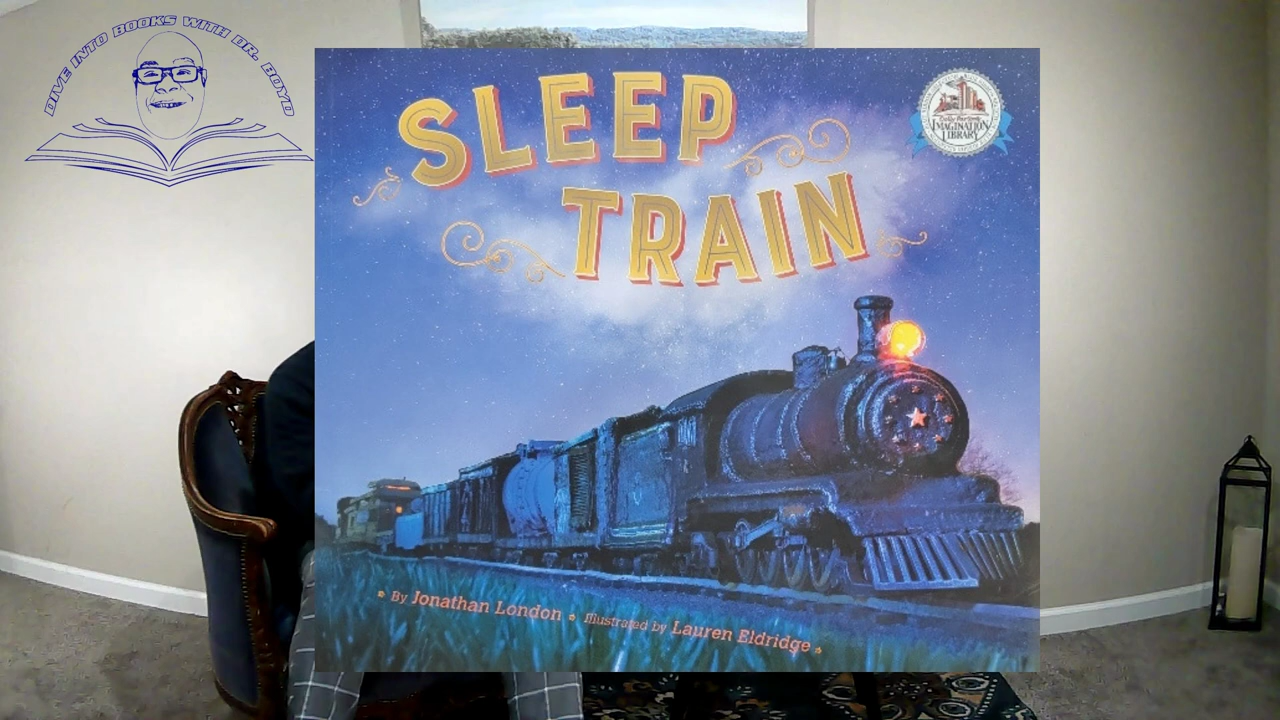 DIVE INTO BOOKS WITH DR. BOYD
SLEEP
TRAIN
Dolly Parton's
IMAGINATION
LIBRARY
By Jonathan London
Illustrated by Lauren Eldridge